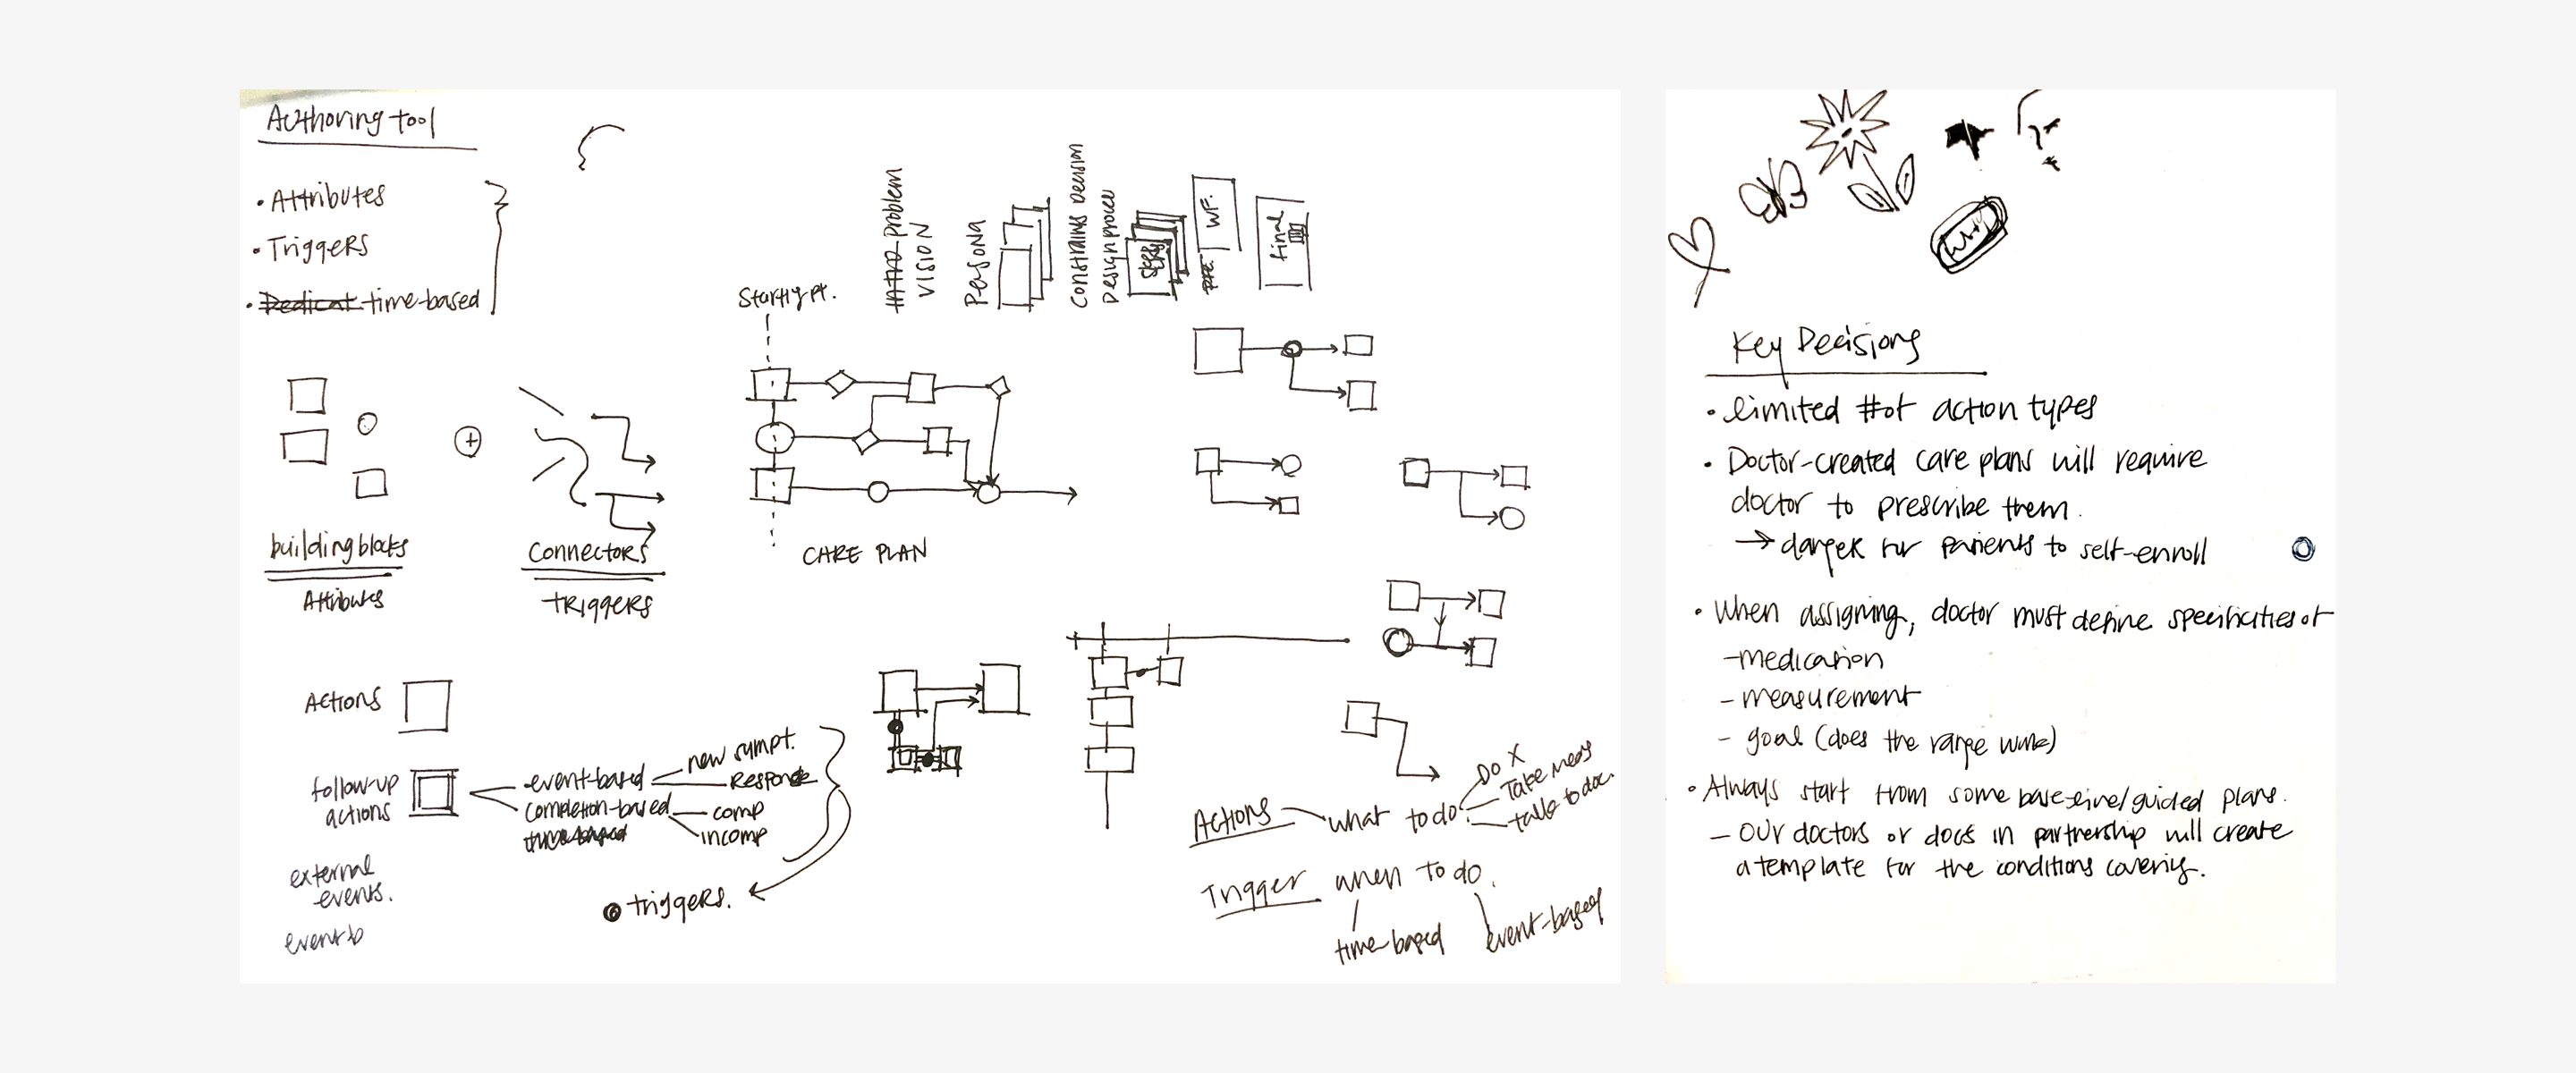 Authoring tool
• Attributes
• Triggers
• Dedicat time-based
building blocks
Attributes
Connectors
TRIGGERS
Starting pt.
CARE PLAN
Intro problem
VISION
Persona
Constrains Decision
Design process
WF.
Final
Actions
follow-up
actions
event-based
new sympt.
Response
completion-based
comp
incomp
time-based
external
events.
event b
triggers.
Actions what to do
Do X
Take meds
talk to doc.
Trigger when to do.
time-based
event-based
Key Decisions
• limited # of action types
• Doctor-created care plans will require
doctor to prescribe them.
→ danger for patients to self-enroll
• When assigning, doctor must define specificities of
- medication
- measurement
- goal (does the range work)
• Always start from some baseline/guided plans.
- our doctors or docs in partnership will create
a template for the conditions covering.